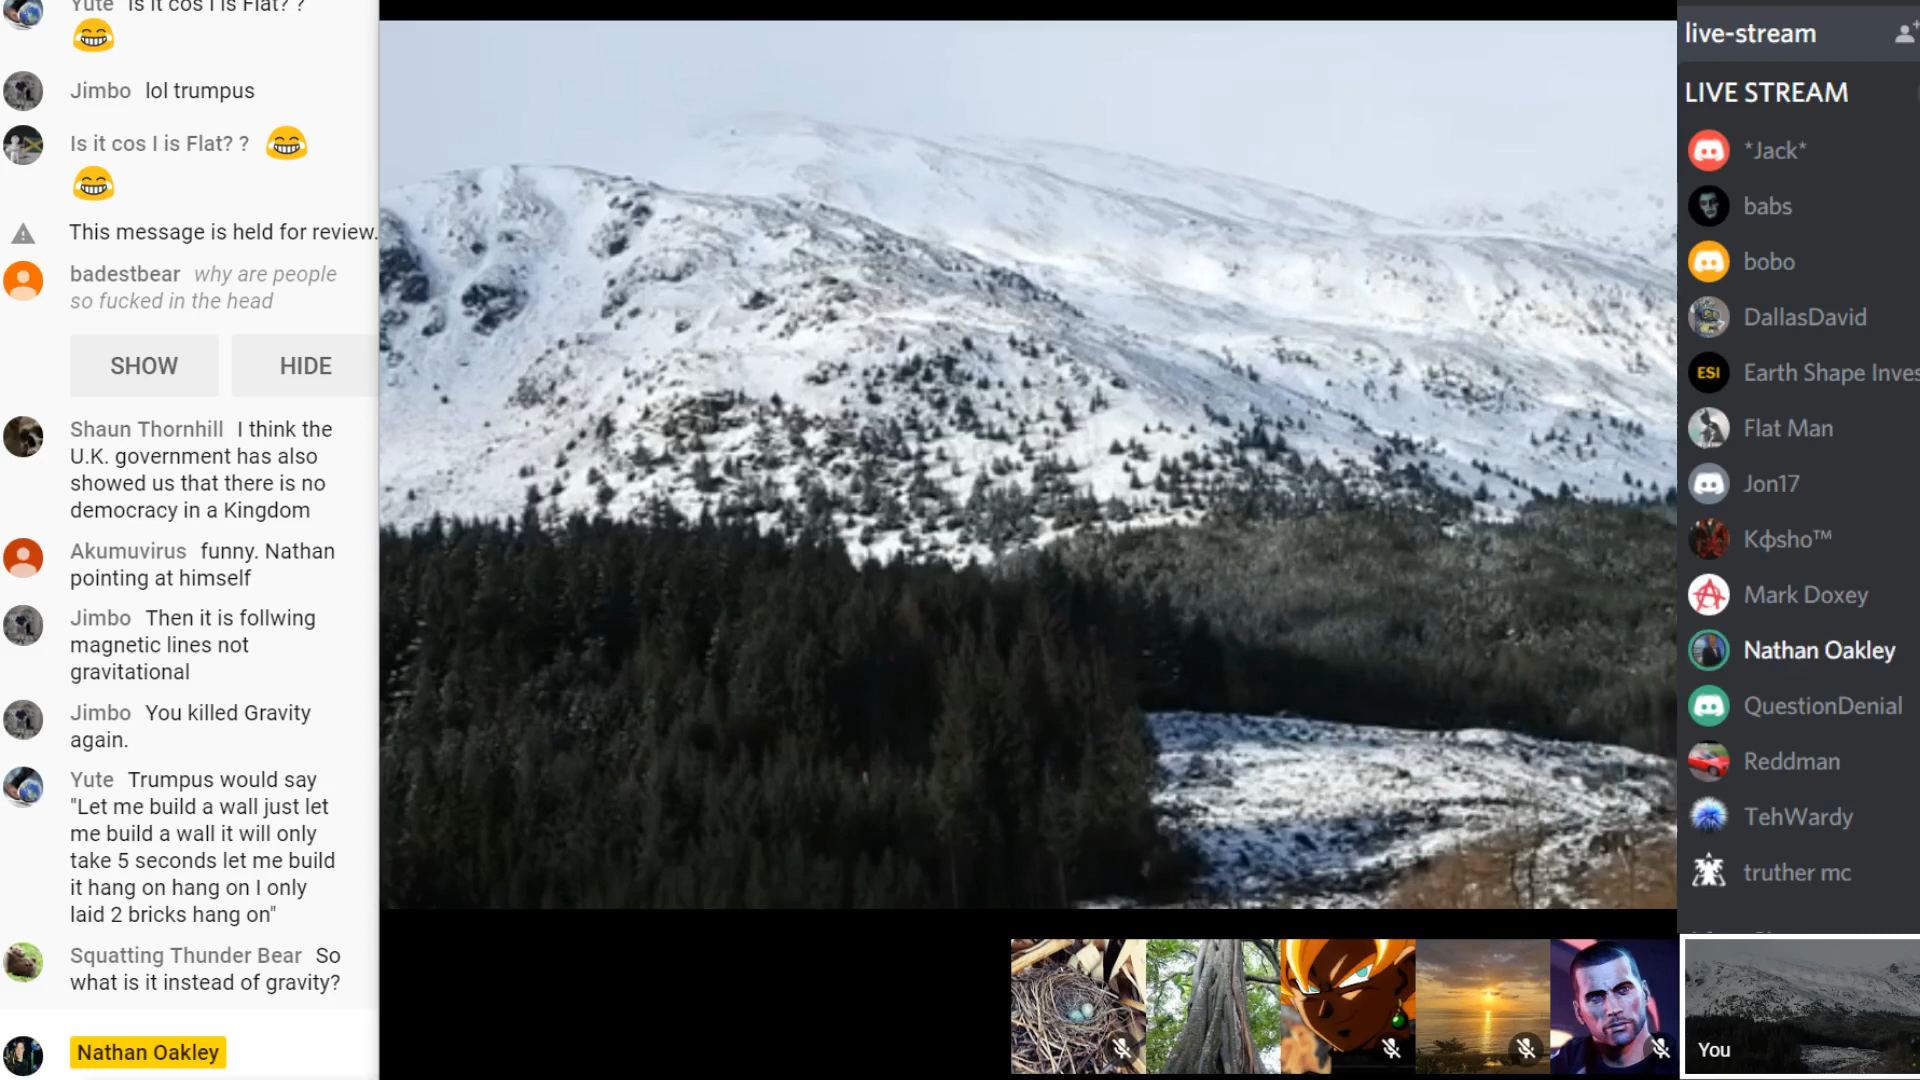 Yute Is it cos I is Flat? ?
Jimbo lol trumpus
Is it cos I is Flat? ?
This message is held for review.
badestbear why are people
so fucked in the head
SHOW HIDE
Shaun Thornhill I think the
U.K. government has also
showed us that there is no
democracy in a Kingdom
Akumuvirus funny. Nathan
pointing at himself
Jimbo Then it is follwing
magnetic lines not
gravitational
Jimbo You killed Gravity
again.
Yute Trumpus would say
"Let me build a wall just let
me build a wall it will only
take 5 seconds let me build
it hang on hang on I only
laid 2 bricks hang on"
Squatting Thunder Bear So
what is it instead of gravity?
Nathan Oakley
live-stream
LIVE STREAM
*Jack*
babs
bobo
DallasDavid
ESI
Earth Shape Inves
Flat Man
Jon17
Kфsho™
Mark Doxey
Nathan Oakley
QuestionDenial
Reddman
TehWardy
truther mc
You